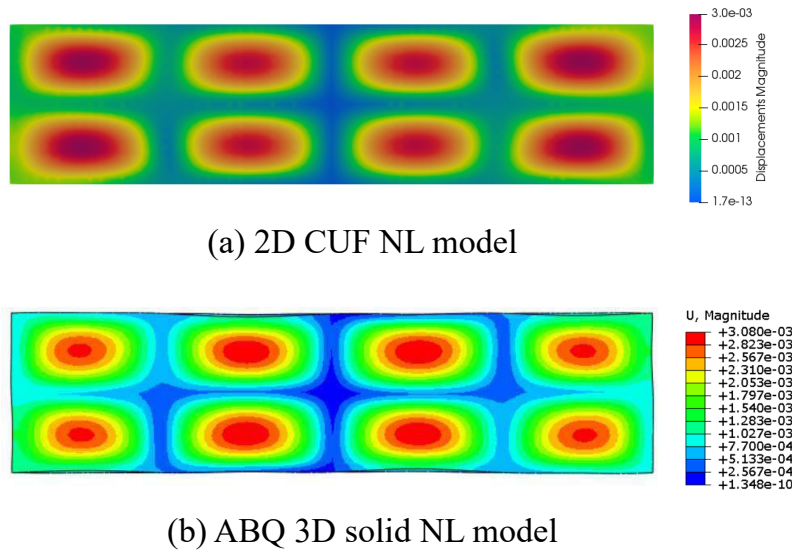 3.0e-03
0.0025
0.002
0.0015
0.001
0.0005
1.7e-13
Displacements Magnitude
(a) 2D CUF NL model
U, Magnitude
+3.080e-03
+2.823e-03
+2.567e-03
+2.310e-03
+2.053e-03
+1.797e-03
+1.540e-03
+1.283e-03
+1.027e-03
+7.700e-04
+5.133e-04
+2.567e-04
+1.348e-10
(b) ABQ 3D solid NL model